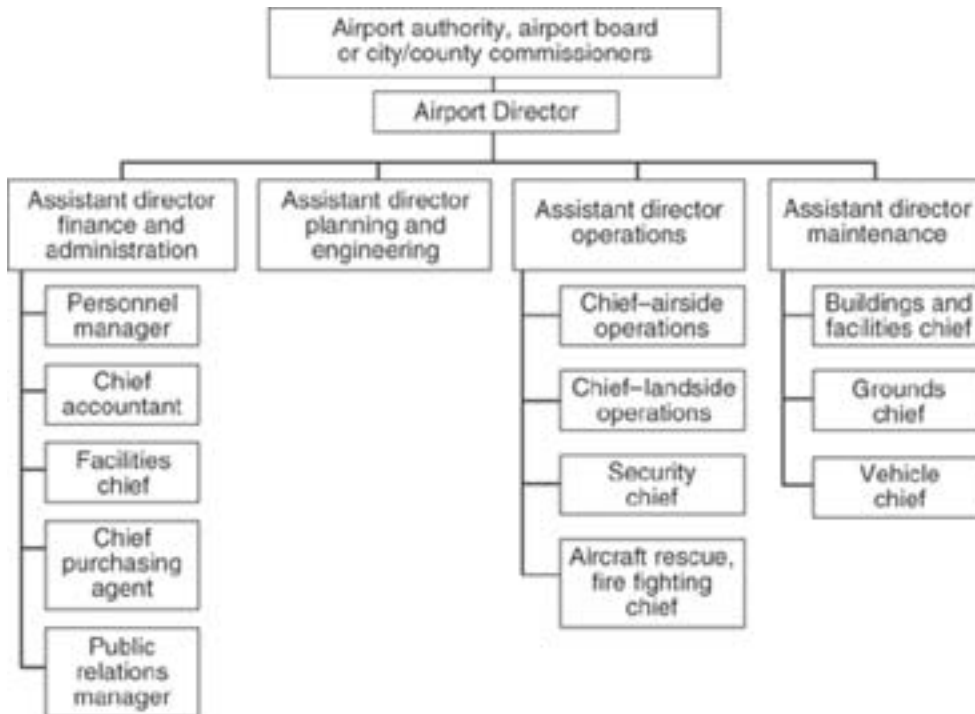 Airport authority, airport board
or city/county commissioners
Airport Director
Assistant director
finance and
administration
Personnel
manager
Chief
accountant
Facilities
chief
Chief
purchasing
agent
Public
relations
manager
Assistant director
planning and
engineering
Assistant director
operations
Chief–airside
operations
Chief–landside
operations
Security
chief
Aircraft rescue,
fire fighting
chief
Assistant director
maintenance
Buildings and
facilities chief
Grounds
chief
Vehicle
chief